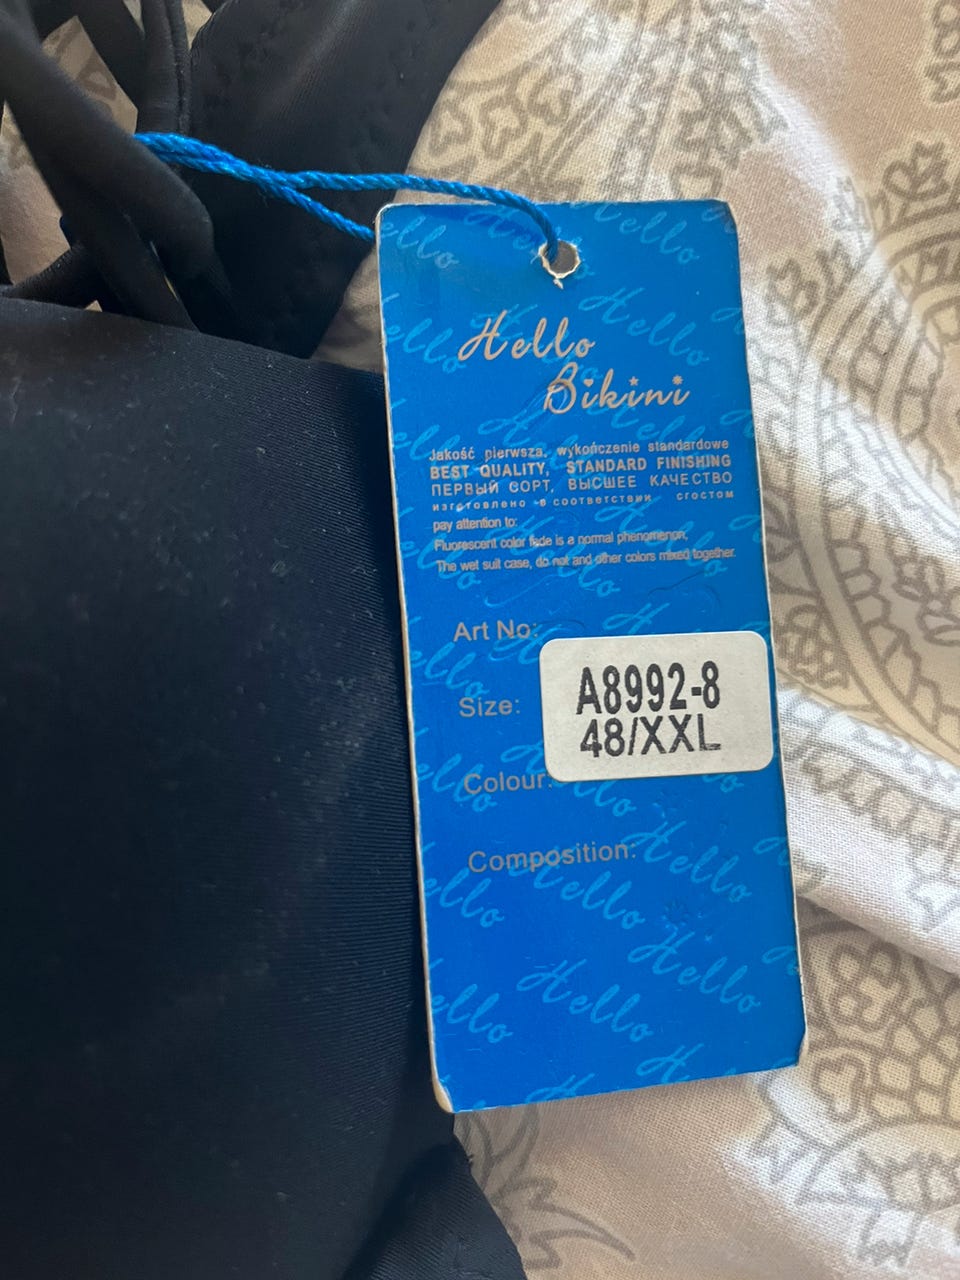 Hello
Bikini
Jakość pierwsza, wykończenie standardowe
BEST QUALITY, STANDARD FINISHING
ПЕРВЫЙ СОРТ, ВЫСШЕЕ КАЧЕСТВО
изготовлено в соответствии сгостом
pay attention to:
Fluorescent color fade is a normal phenomenon,
The wet suit case, do not and other colors mixed together.
Art No:
A8992-8
Size:
48/XXL
Colour:
Composition: